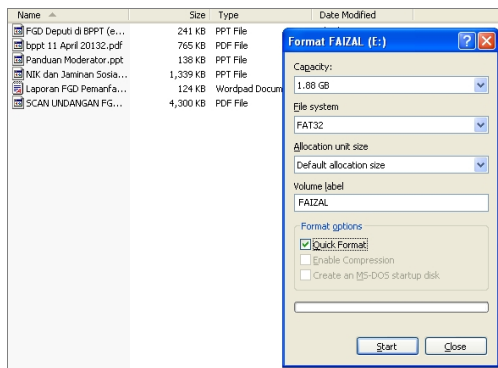 Name Size Type Date Modified
FGD Deputi di BPPT (e... 241 KB PPT File
bppt 11 April 20132.pdf 765 KB PDF File
Panduan Moderator.ppt 138 KB PPT File
NIK dan Jaminan Sosia... 1,339 KB PPT File
Laporan FGD Pemanfa... 124 KB Wordpad Docum
SCAN UNDANGAN FG... 4,300 KB PDF File
Format FAIZAL (E:)
Capacity:
1.88 GB
File system
FAT32
Allocation unit size
Default allocation size
Volume label
FAIZAL
Format options
Quick Format
Enable Compression
Create an MS-DOS startup disk
Start Close